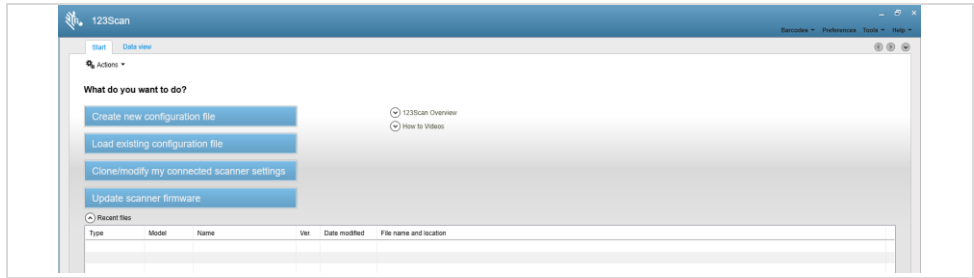 123Scan
Barcodes Preferences Tools Help
Start Data view
Actions
What do you want to do?
Create new configuration file
123Scan Overview
How to Videos
Load existing configuration file
Clone/modify my connected scanner settings
Update scanner firmware
Recent files
Type Model Name Ver. Date modified File name and location